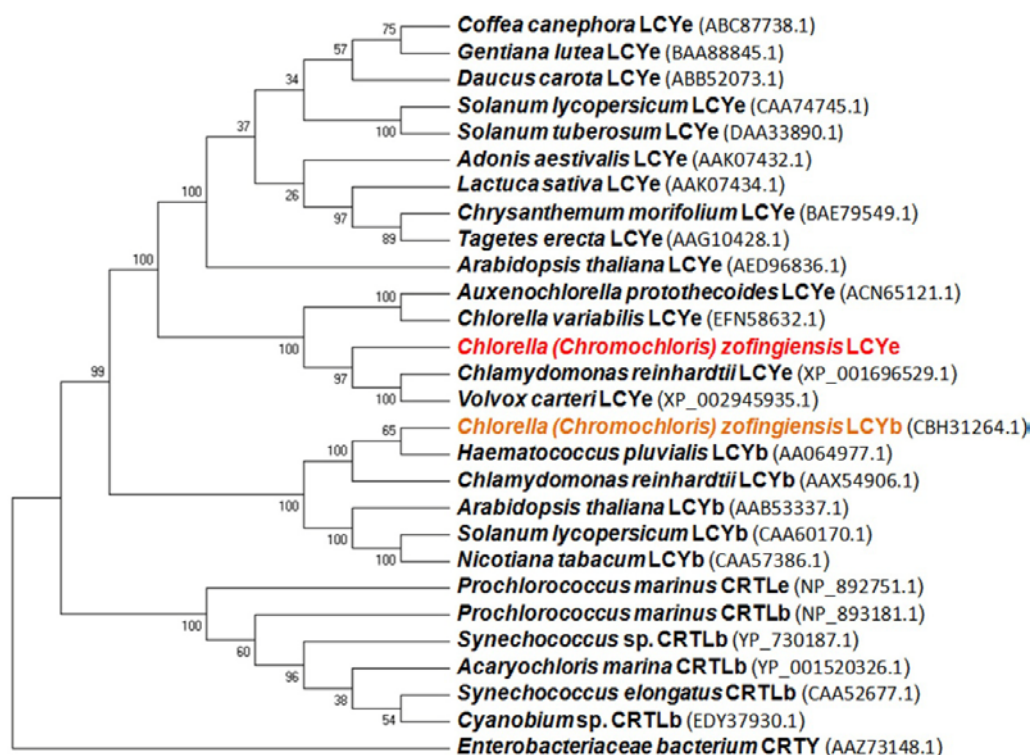 Coffea canephora LCYe (ABC87738.1)
75
Gentiana lutea LCYe (BAA88845.1)
57
Daucus carota LCYe (ABB52073.1)
34
Solanum lycopersicum LCYe (CAA74745.1)
37
100
Solanum tuberosum LCYe (DAA33890.1)
Adonis aestivalis LCYe (AAK07432.1)
26
Lactuca sativa LCYe (AAK07434.1)
100
97
Chrysanthemum morifolium LCYe (BAE79549.1)
89
Tagetes erecta LCYe (AAG10428.1)
100
Arabidopsis thaliana LCYe (AED96836.1)
100
Auxenochlorella protothecoides LCYe (ACN65121.1)
Chlorella variabilis LCYe (EFN58632.1)
100
Chlorella (Chromochloris) zofingiensis LCYe
99
97
Chlamydomonas reinhardtii LCYe (XP_001696529.1)
100
Volvox carteri LCYe (XP_002945935.1)
65
Chlorella (Chromochloris) zofingiensis LCYb (CBH31264.1)
100
Haematococcus pluvialis LCYb (AA064977.1)
Chlamydomonas reinhardtii LCYb (AAX54906.1)
100
Arabidopsis thaliana LCYb (AAB53337.1)
100
Solanum lycopersicum LCYb (CAA60170.1)
100
Nicotiana tabacum LCYb (CAA57386.1)
Prochlorococcus marinus CRTLe (NP_892751.1)
100
Prochlorococcus marinus CRTLb (NP_893181.1)
60
Synechococcus sp. CRTLb (YP_730187.1)
96
Acaryochloris marina CRTLb (YP_001520326.1)
38
Synechococcus elongatus CRTLb (CAA52677.1)
54
Cyanobium sp. CRTLb (EDY37930.1)
Enterobacteriaceae bacterium CRTY (AAZ73148.1)